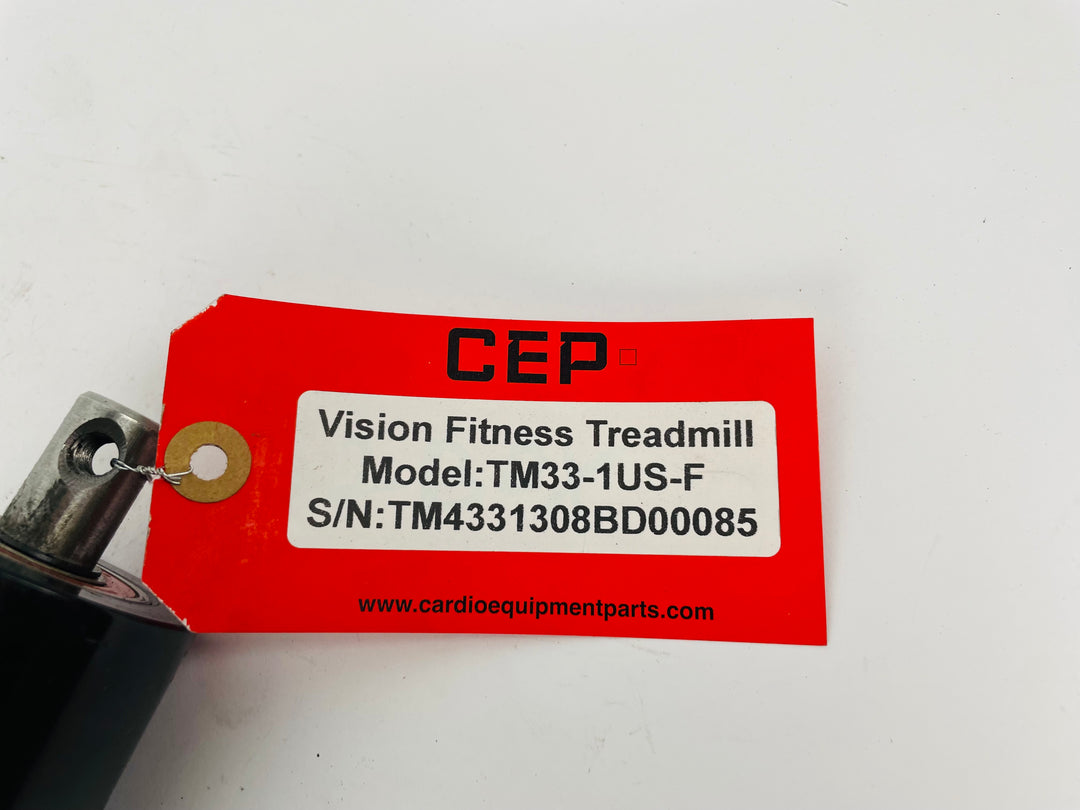 CEP
Vision Fitness Treadmill
Model:TM33-1US-F
S/N:TM4331308BD00085
www.cardioequipmentparts.com